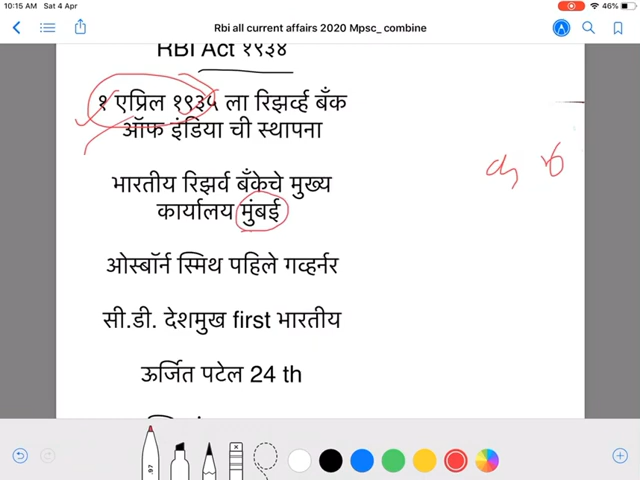 10:15 AM Sat 4 Apr
46%
Rbi all current affairs 2020 Mpsc_ combine
RBI Act १९३४
१ एप्रिल १९३५ ला रिझर्व्ह बँक
ऑफ इंडिया ची स्थापना
भारतीय रिझर्व बँकेचे मुख्य
कार्यालय मुंबई
ओस्बॉर्न स्मिथ पहिले गव्हर्नर
सी.डी. देशमुख first भारतीय
ऊर्जित पटेल 24 th
.97